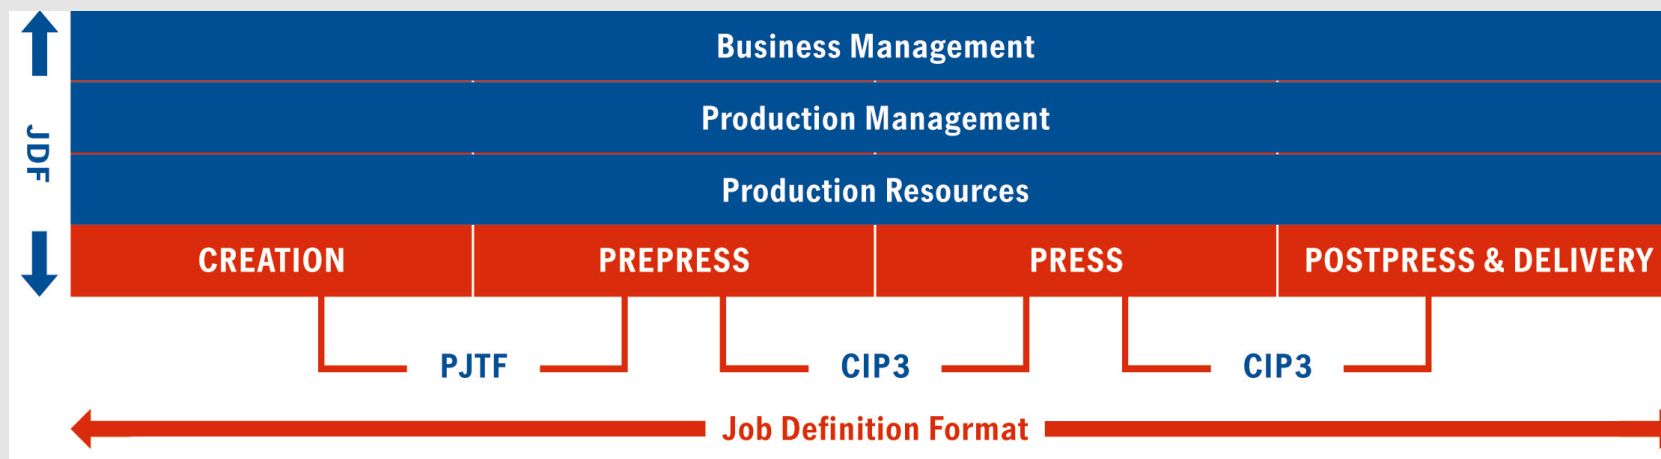 Business Management
Production Management
JDF
Production Resources
CREATION PREPRESS PRESS POSTPRESS & DELIVERY
PJTF CIP3 CIP3
Job Definition Format